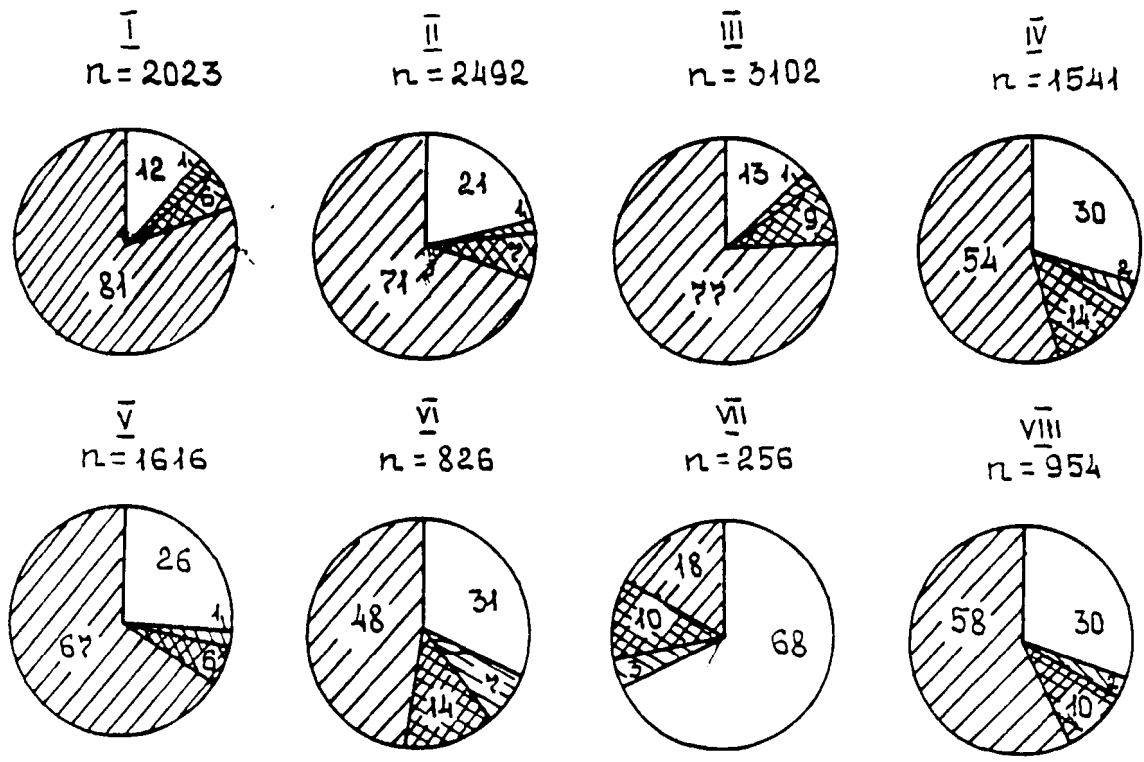 I
n = 2023
12
1
6
81
II
n = 2492
21
1
7
71
III
n = 3102
13
1
9
77
IV
n = 1541
30
2
14
54
V
n = 1616
26
1
6
67
VI
n = 826
31
7
14
48
VII
n = 256
18
10
3
68
VIII
n = 954
30
10
58